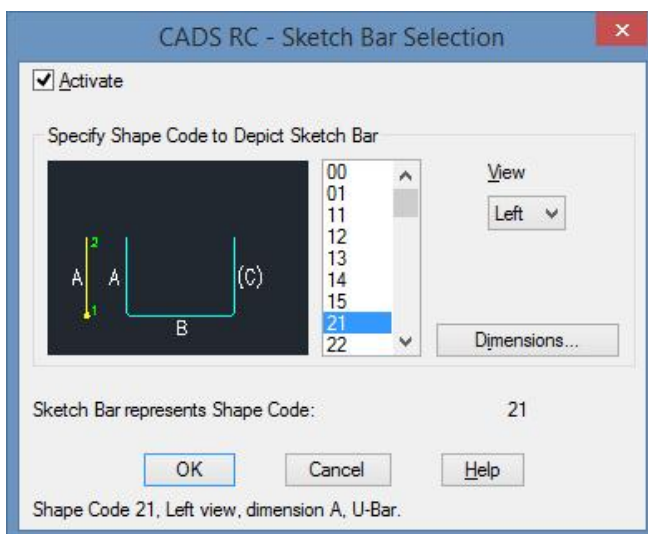 CADS RC - Sketch Bar Selection
Activate
Specify Shape Code to Depict Sketch Bar
00
01
11
12
13
14
15
21
22
2
A
A
(C)
1
B
View
Left
Dimensions...
Sketch Bar represents Shape Code: 21
OK Cancel Help
Shape Code 21, Left view, dimension A, U-Bar.